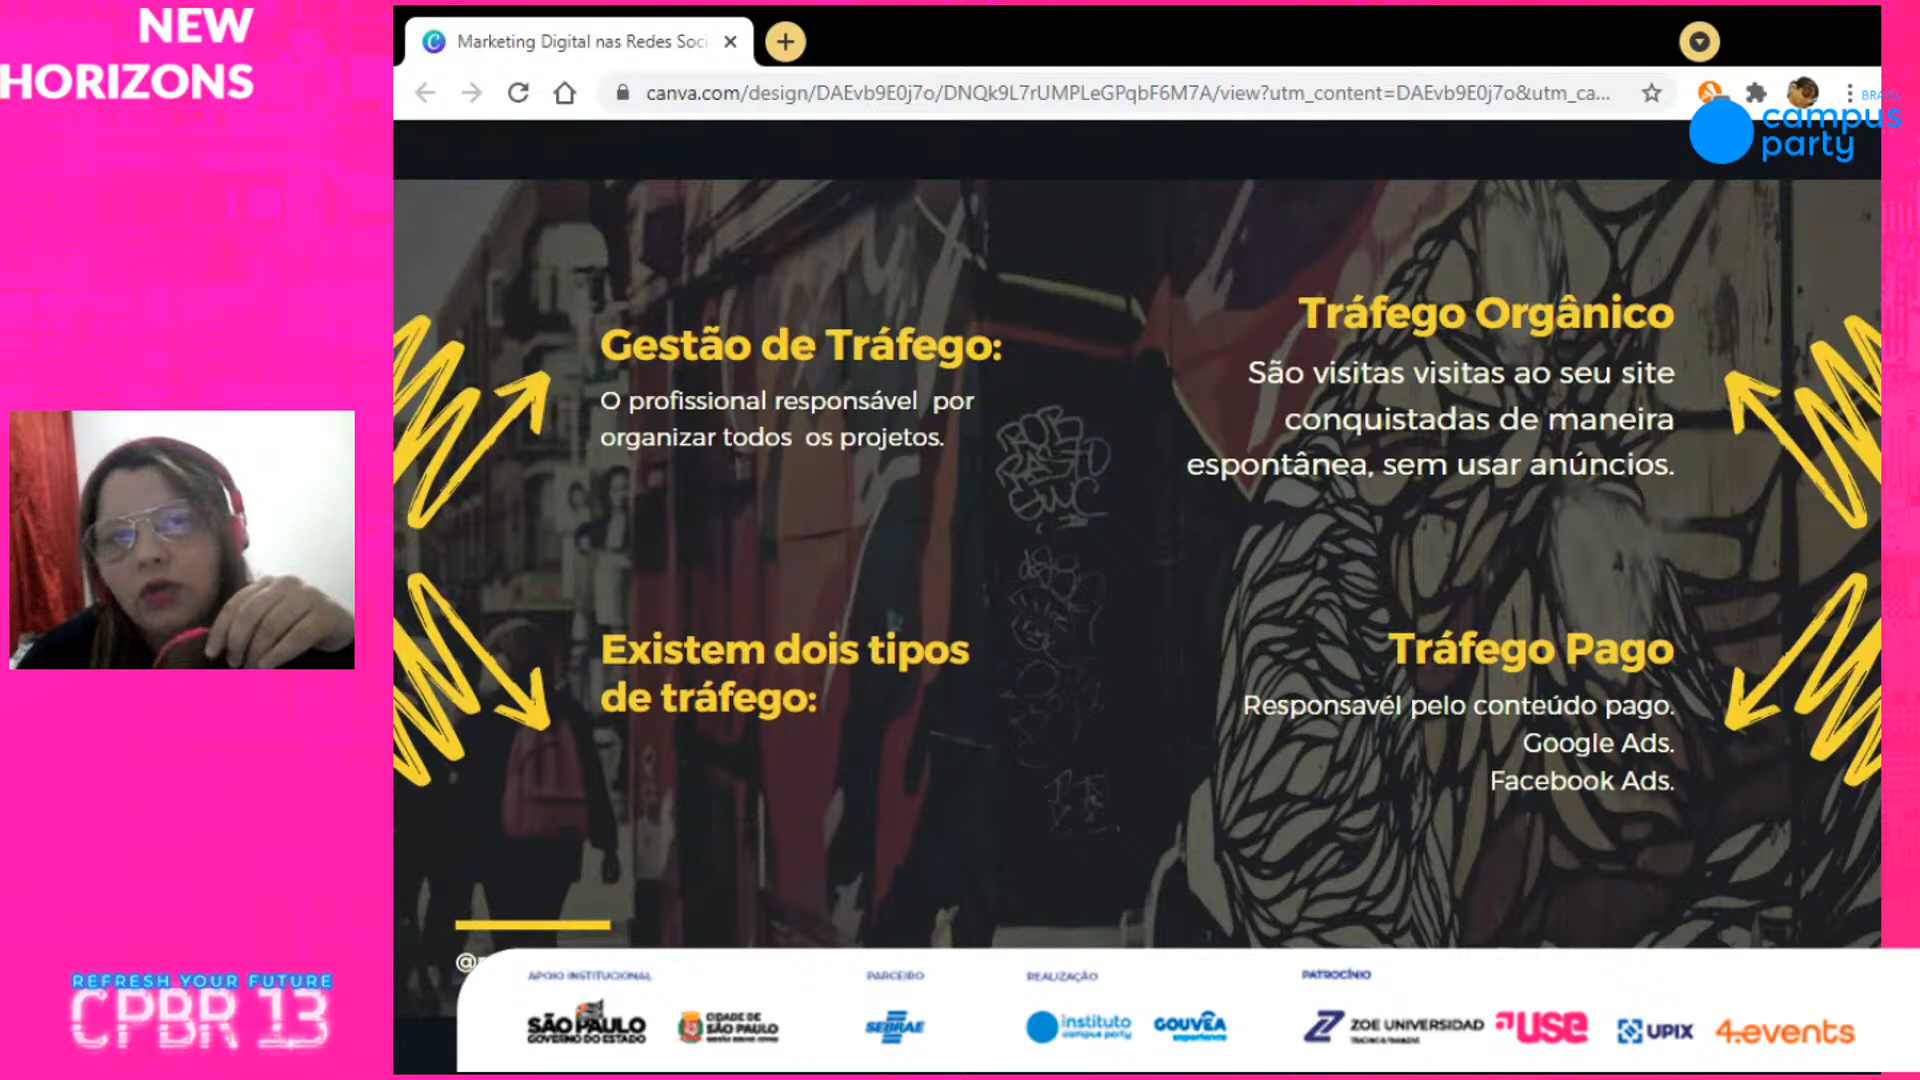 NEW
HORIZONS
Marketing Digital nas Redes Soci
canva.com/design/DAEvb9E0j7o/DNQk9L7rUMPLeGPqbF6M7A/view?utm_content=DAEvb9E0j7o&utm_ca...
BRASIL
campus
party
Gestão de Tráfego:
O profissional responsável por
organizar todos os projetos.
Tráfego Orgânico
São visitas visitas ao seu site
conquistadas de maneira
espontânea, sem usar anúncios.
Existem dois tipos
de tráfego:
Tráfego Pago
Responsavél pelo conteúdo pago.
Google Ads.
Facebook Ads.
REFRESH YOUR FUTURE
CPBR 13
APOIO INSTITUCIONAL
SÃO PAULO
GOVERNO DO ESTADO
CIDADE DE
SÃO PAULO
PARCEIRO
SEBRAE
REALIZAÇÃO
instituto
campus party
GOUVÊA
experience
PATROCÍNIO
ZOE UNIVERSIDAD
USE
UPIX
4.events